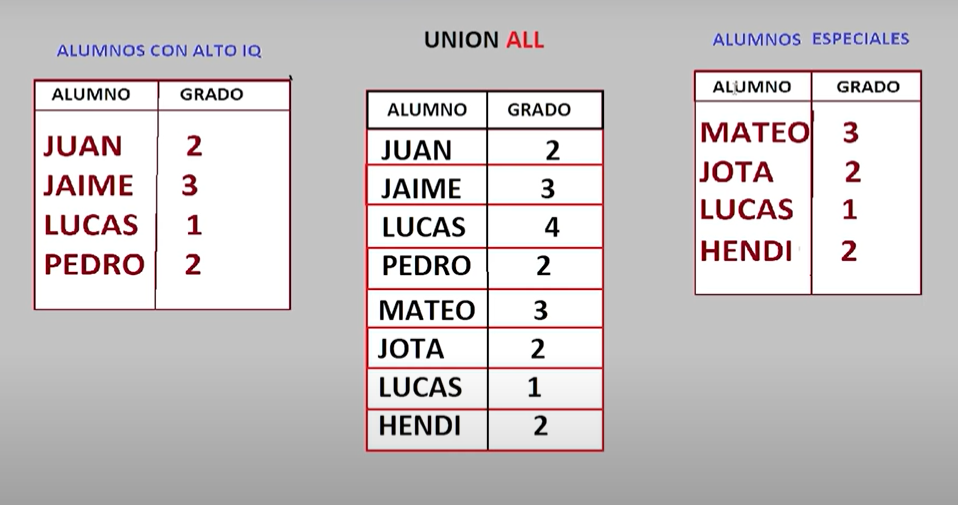 ALUMNOS CON ALTO IQ
ALUMNO GRADO
JUAN 2
JAIME 3
LUCAS 1
PEDRO 2
UNION ALL
ALUMNO GRADO
JUAN 2
JAIME 3
LUCAS 4
PEDRO 2
MATEO 3
JOTA 2
LUCAS 1
HENDI 2
ALUMNOS ESPECIALES
ALUMNO GRADO
MATEO 3
JOTA 2
LUCAS 1
HENDI 2